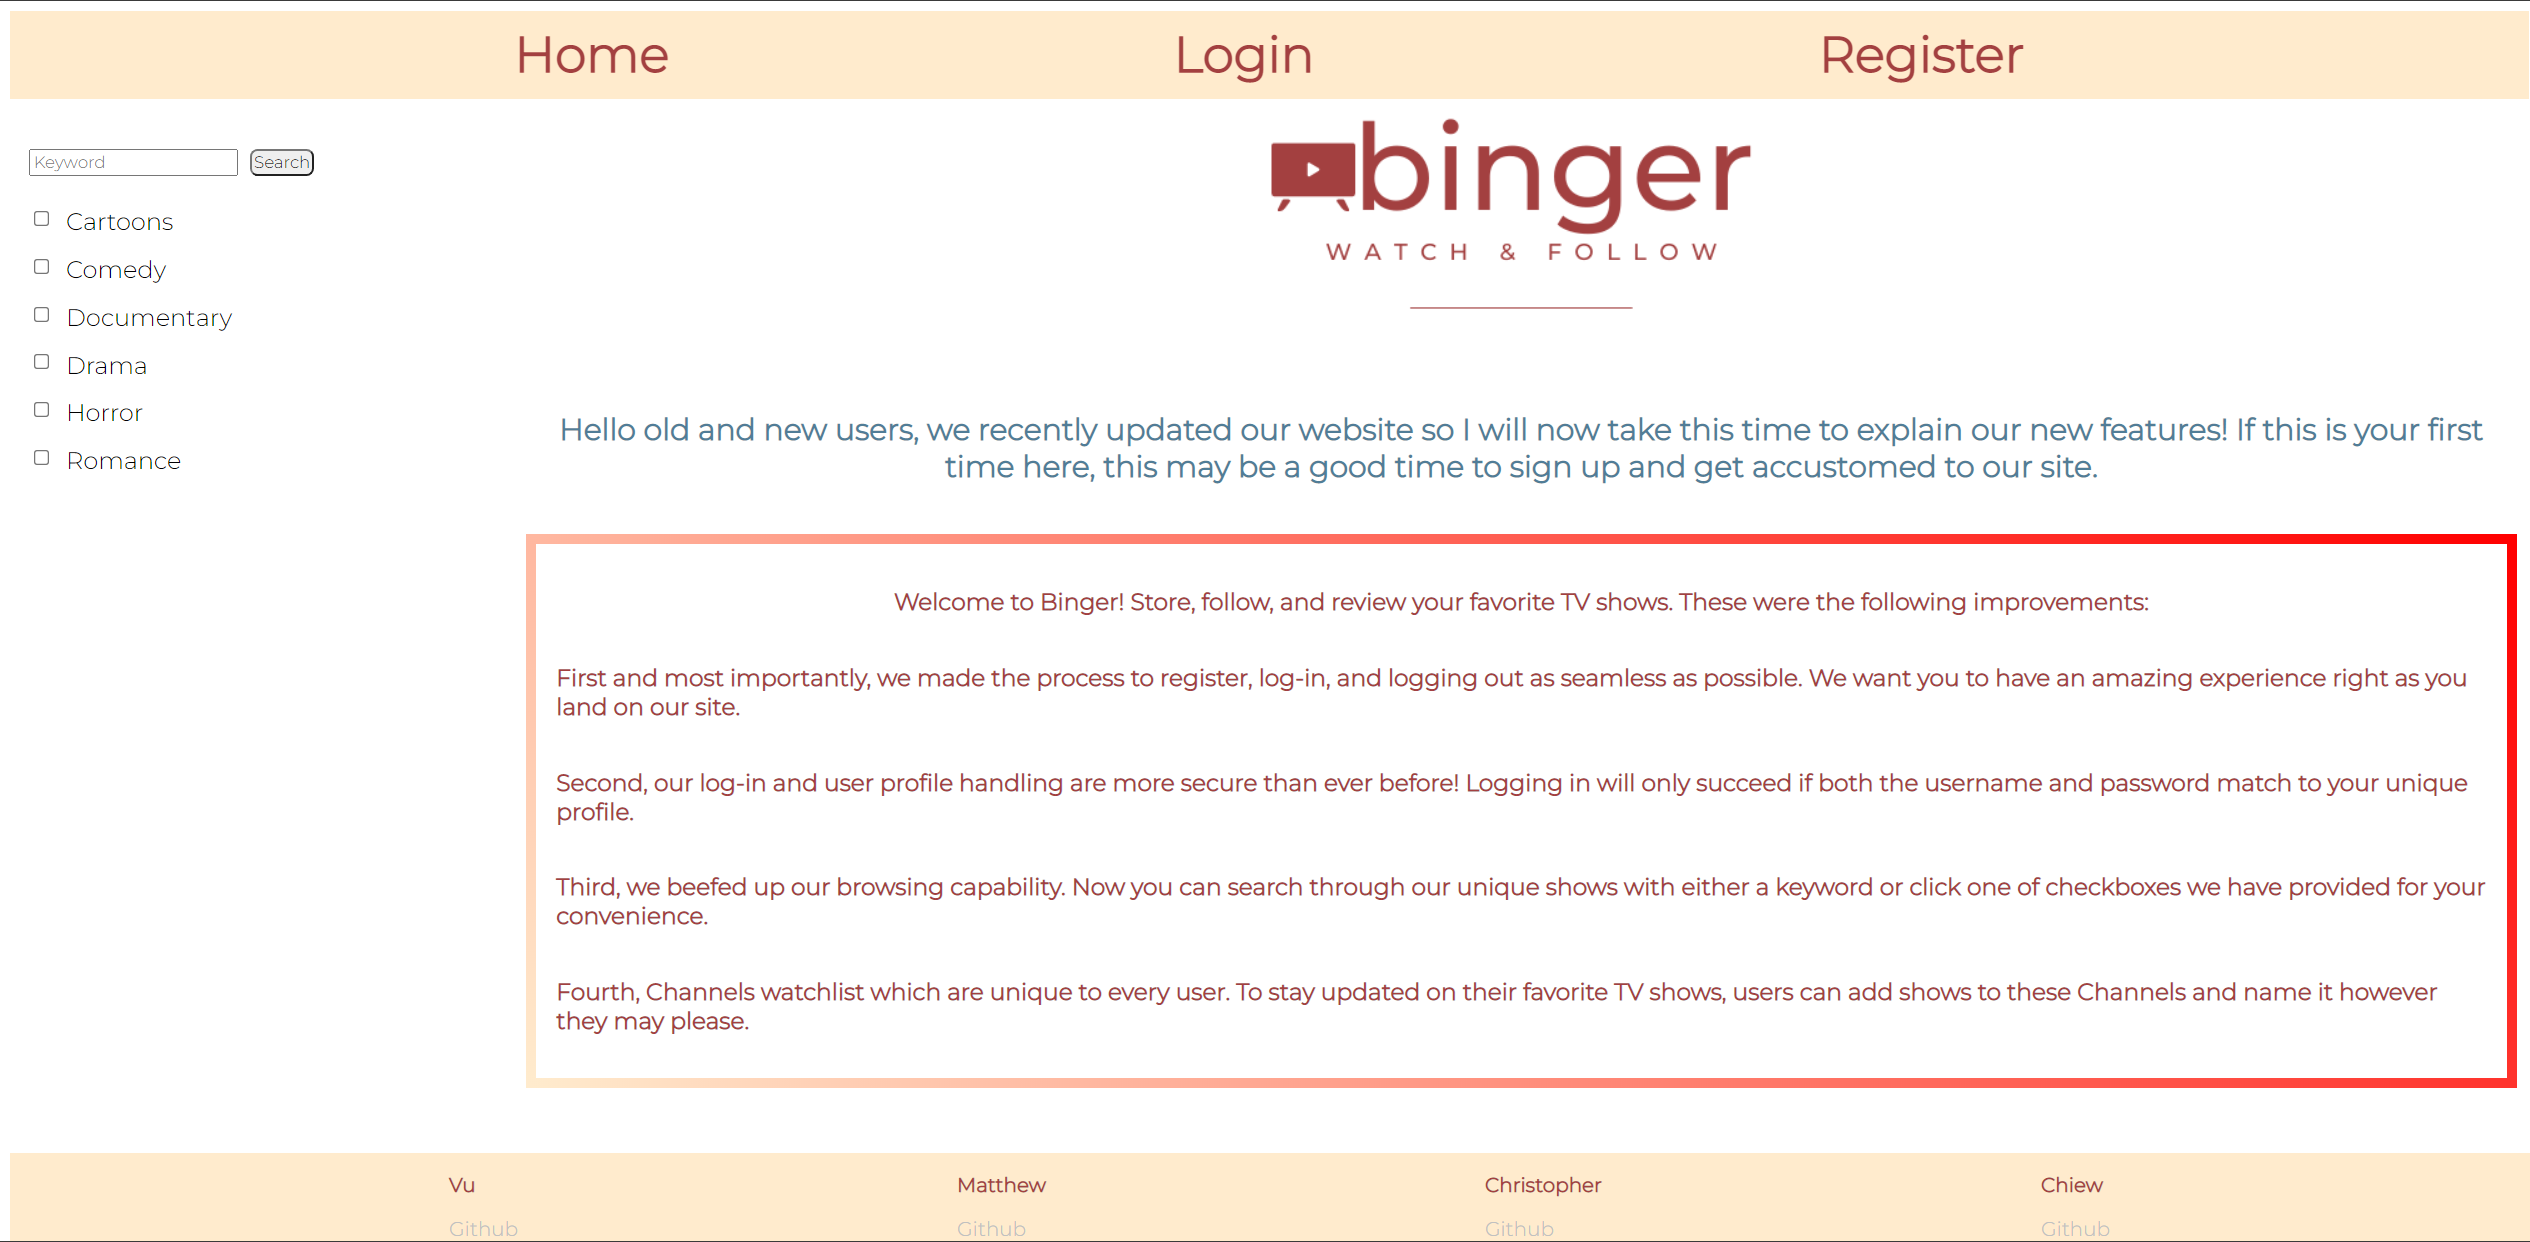 Home Login Register
binger
WATCH & FOLLOW
Keyword Search
Cartoons
Comedy
Documentary
Drama
Horror
Romance
Hello old and new users, we recently updated our website so I will now take this time to explain our new features! If this is your first
time here, this may be a good time to sign up and get accustomed to our site.
Welcome to Binger! Store, follow, and review your favorite TV shows. These were the following improvements:
First and most importantly, we made the process to register, log-in, and logging out as seamless as possible. We want you to have an amazing experience right as you
land on our site.
Second, our log-in and user profile handling are more secure than ever before! Logging in will only succeed if both the username and password match to your unique
profile.
Third, we beefed up our browsing capability. Now you can search through our unique shows with either a keyword or click one of checkboxes we have provided for your
convenience.
Fourth, Channels watchlist which are unique to every user. To stay updated on their favorite TV shows, users can add shows to these Channels and name it however
they may please.
Vu Matthew Christopher Chiew
Github Github Github Github